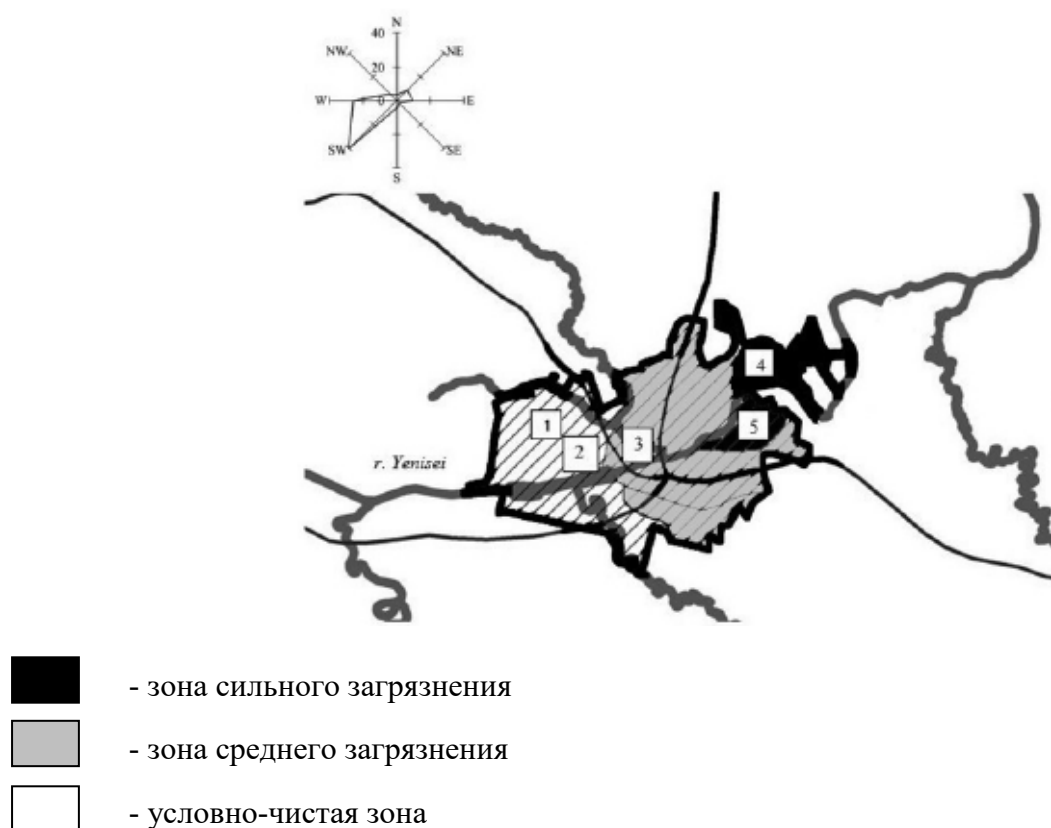 N
40
NW
NE
20
W
0
E
SW
SE
S
4
1
5
2
3
r. Yenisei
- зона сильного загрязнения
- зона среднего загрязнения
- условно-чистая зона